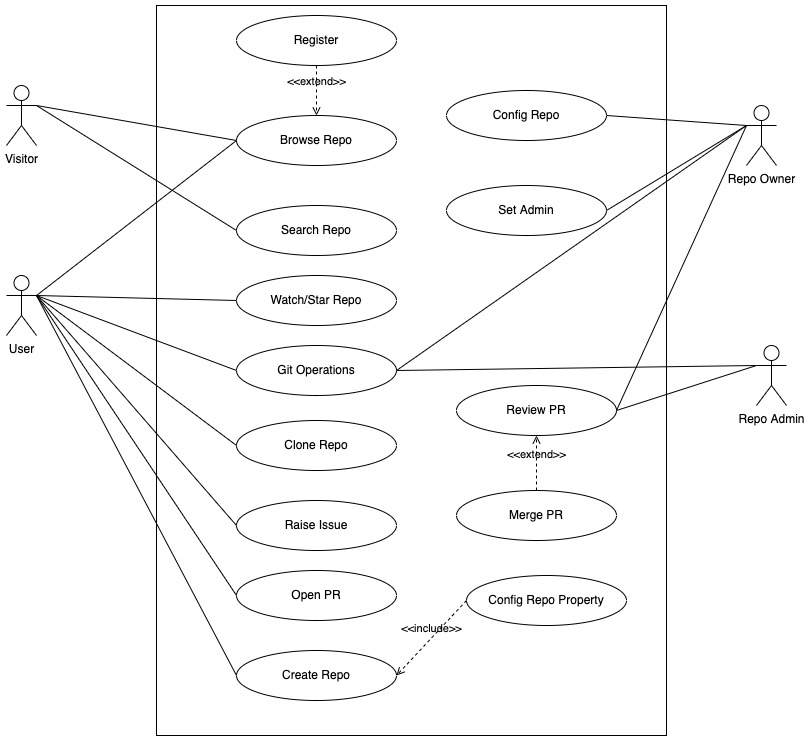 Register
<<extend>>
Config Repo
Browse Repo
Visitor
Repo Owner
Set Admin
Search Repo
Watch/Star Repo
User
Git Operations
Review PR
Repo Admin
Clone Repo
<<extend>>
Merge PR
Raise Issue
Open PR
Config Repo Property
<<include>>
Create Repo